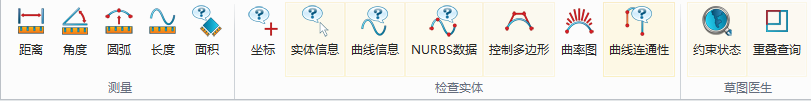 距离 角度 圆弧 长度 面积 坐标 实体信息 曲线信息 NURBS数据 控制多边形 曲率图 曲线连通性 约束状态 重叠查询
测量 检查实体 草图医生